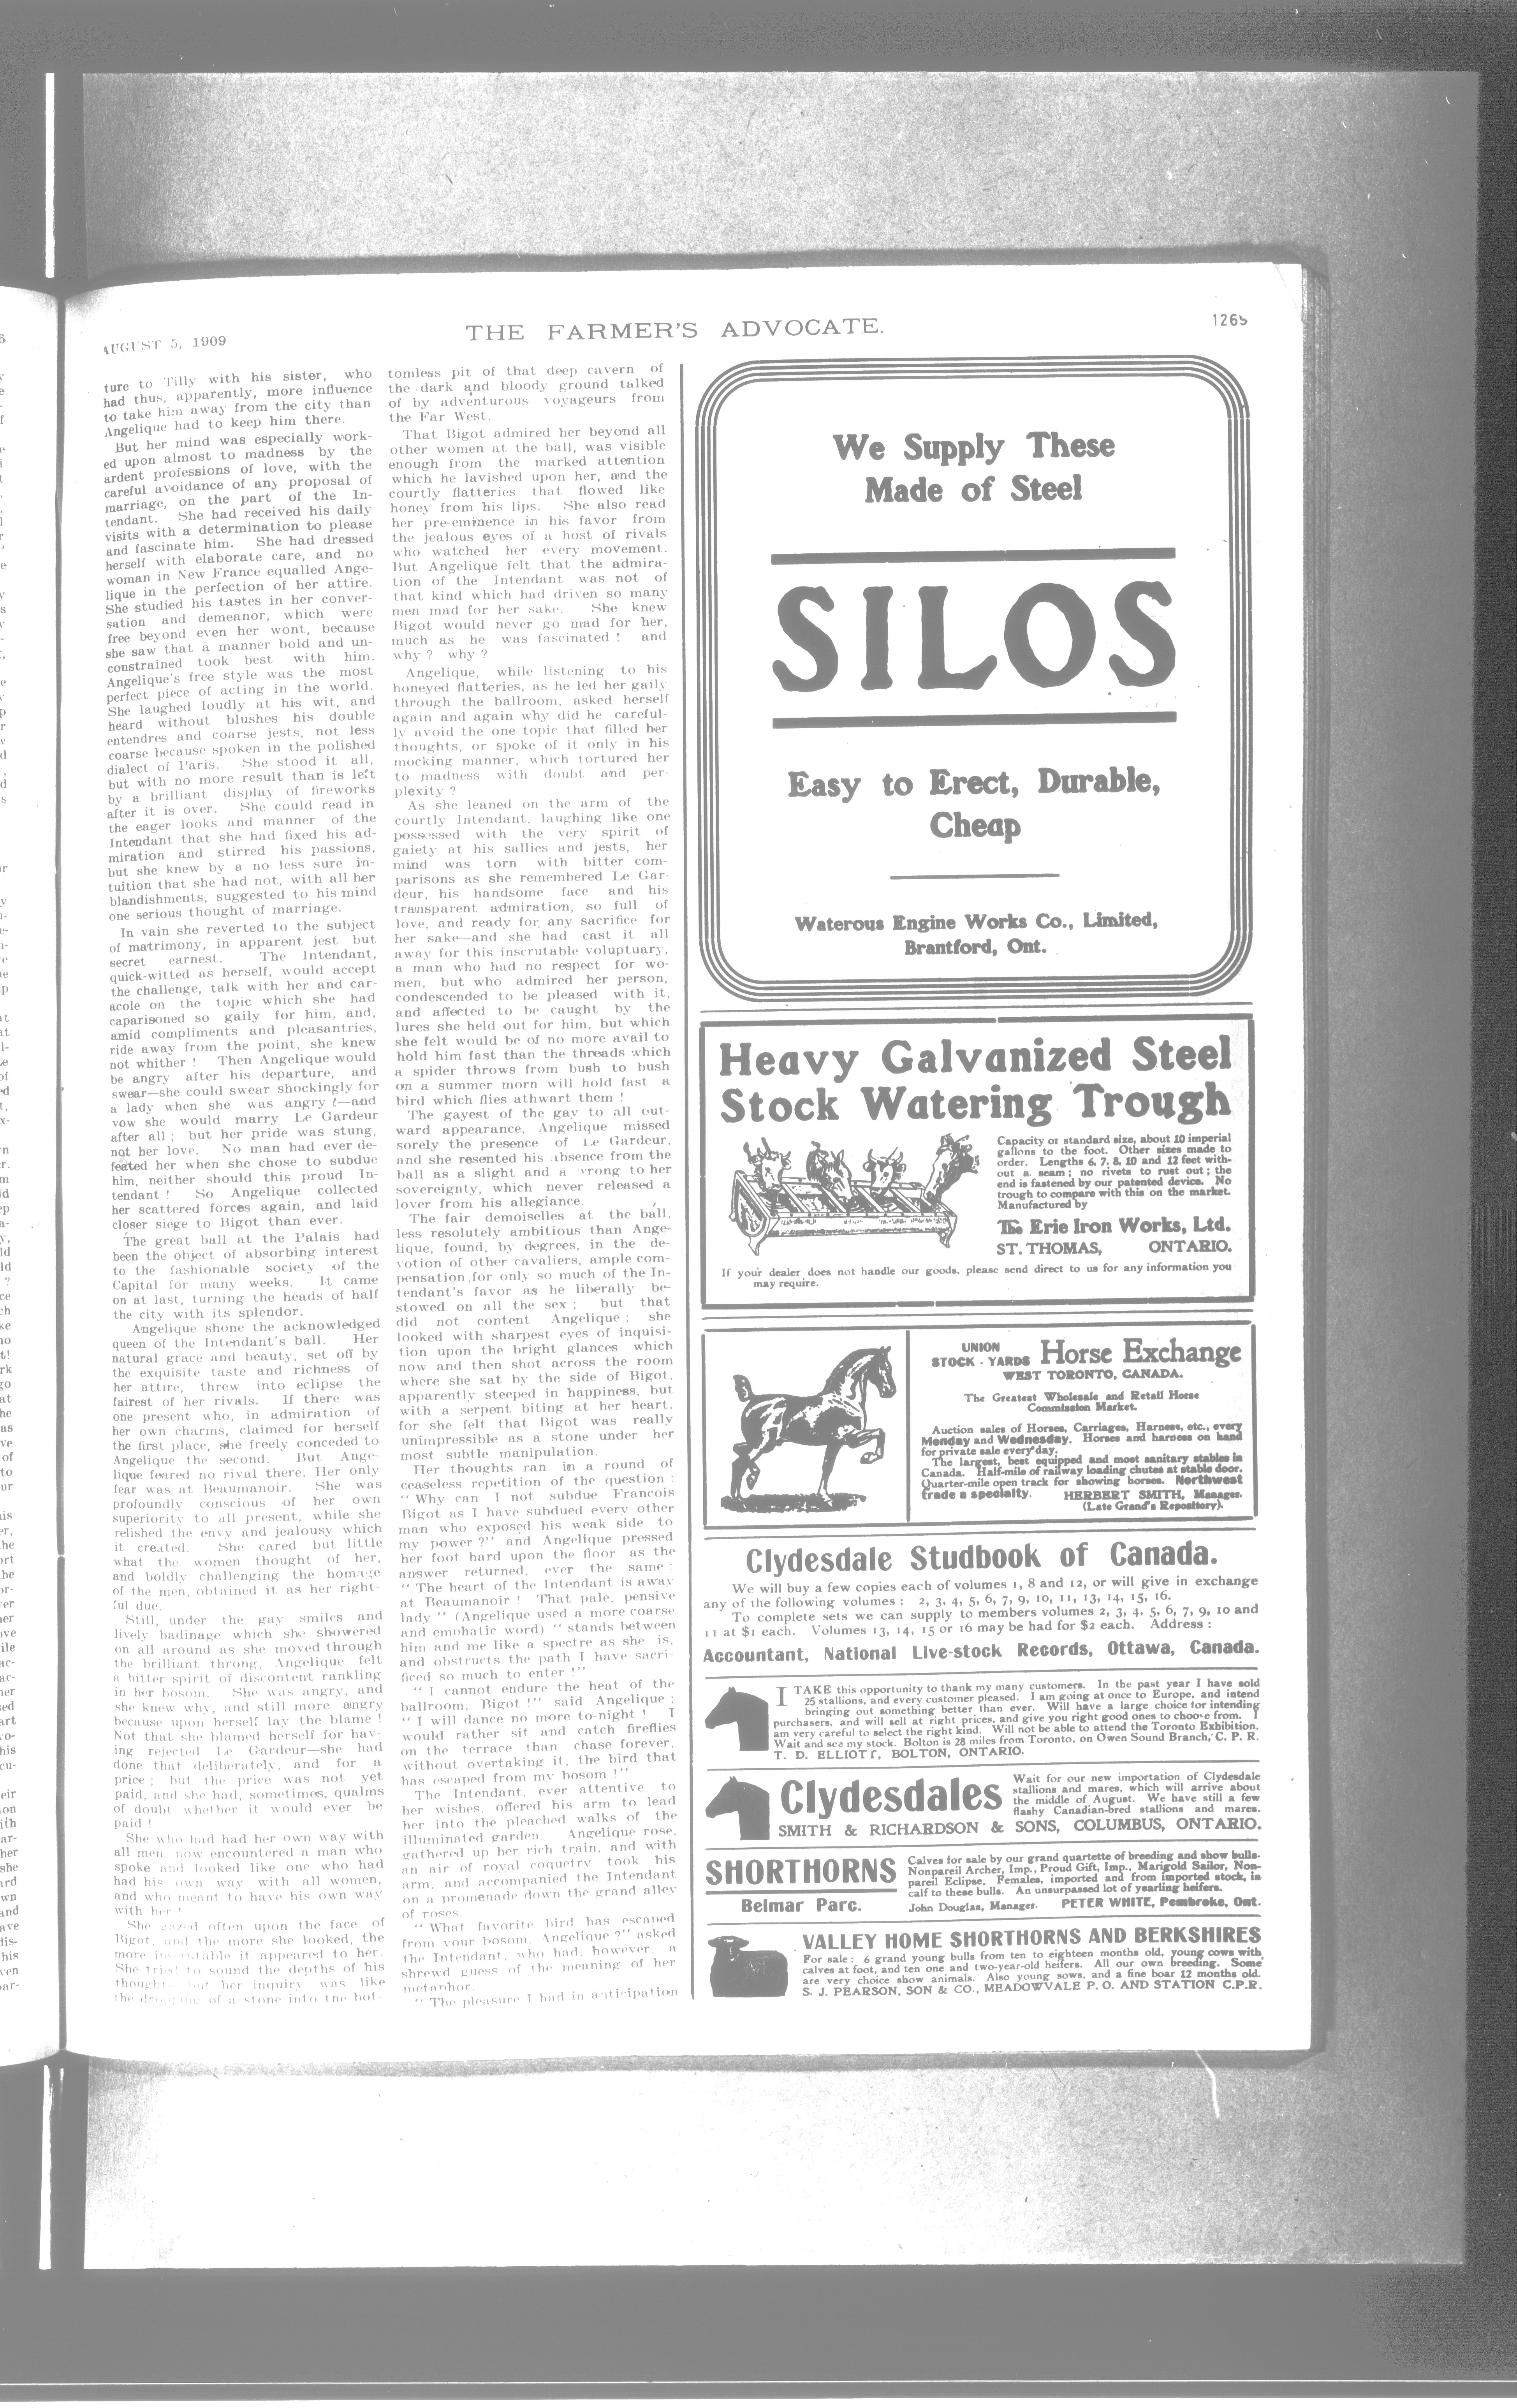 AUGUST 5, 1909
THE FARMER'S ADVOCATE.
1265
ture to Tilly with his sister, who
had thus, apparently, more influence
to take him away from the city than
Angelique had to keep him there.
But her mind was especially work-
ed upon almost to madness by the
ardent professions of love, with the
careful avoidance of any proposal of
marriage, on the part of the In-
tendant. She had received his daily
visits with a determination to please
and fascinate him. She had dressed
herself with elaborate care, and no
woman in New France equalled Ange-
lique in the perfection of her attire.
She studied his tastes in her conver-
sation and demeanor, which were
free beyond even her wont, because
she saw that a manner bold and un-
constrained took best with him.
Angelique's free style was the most
perfect piece of acting in the world.
She laughed loudly at his wit, and
heard without blushes his double
entendres and coarse jests, not less
coarse because spoken in the polished
dialect of Paris. She stood it all,
but with no more result than is left
by a brilliant display of fireworks
after it is over. She could read in
the eager looks and manner of the
Intendant that she had fixed his ad-
miration and stirred his passions,
but she knew by a no less sure in-
tuition that she had not, with all her
blandishments, suggested to his mind
one serious thought of marriage.
In vain she reverted to the subject
of matrimony, in apparent jest but
secret earnest. The Intendant,
quick-witted as herself, would accept
the challenge, talk with her and car-
acole on the topic which she had
caparisoned so gaily for him, and,
amid compliments and pleasantries,
ride away from the point, she knew
not whither ! Then Angelique would
be angry after his departure, and
swear—she could swear shockingly for
a lady when she was angry !—and
vow she would marry Le Gardeur
after all ; but her pride was stung,
not her love. No man had ever de-
feated her when she chose to subdue
him, neither should this proud In-
tendant ! So Angelique collected
her scattered forces again, and laid
closer siege to Bigot than ever.
The great ball at the Palais had
been the object of absorbing interest
to the fashionable society of the
Capital for many weeks. It came
on at last, turning the heads of half
the city with its splendor.
Angelique shone the acknowledged
queen of the Intendant's ball. Her
natural grace and beauty, set off by
the exquisite taste and richness of
her attire, threw into eclipse the
fairest of her rivals. If there was
one present who, in admiration of
her own charms, claimed for herself
the first place, she freely conceded to
Angelique the second. But Ange-
lique feared no rival there. Her only
fear was at Beaumanoir. She was
profoundly conscious of her own
superiority to all present, while she
relished the envy and jealousy which
it created. She cared but little
what the women thought of her,
and boldly challenging the homage
of the men, obtained it as her right-
ful due.
Still, under the gay smiles and
lively badinage which she showered
on all around as she moved through
the brilliant throng, Angelique felt
a bitter spirit of discontent rankling
in her bosom. She was angry, and
she knew why, and still more angry
because upon herself lay the blame !
Not that she blamed herself for hav-
ing rejected Le Gardeur—she had
done that deliberately, and for a
price ; but the price was not yet
paid, and she had, sometimes, qualms
of doubt whether it would ever be
paid !
She who had had her own way with
all men, now encountered a man who
spoke and looked like one who had
had his own way with all women,
and who meant to have his own way
with her !
She gazed often upon the face of
Bigot, and the more she looked, the
more inscrutable it appeared to her.
She tried to sound the depths of his
thought, but her inquiry was like
the dropping of a stone into the bot-
tomless pit of that deep cavern of
the dark and bloody ground talked
of by adventurous voyageurs from
the Far West.
That Bigot admired her beyond all
other women at the ball, was visible
enough from the marked attention
which he lavished upon her, and the
courtly flatteries that flowed like
honey from his lips. She also read
her pre-eminence in his favor from
the jealous eyes of a host of rivals
who watched her every movement.
But Angelique felt that the admira-
tion of the Intendant was not of
that kind which had driven so many
men mad for her sake. She knew
Bigot would never go mad for her,
much as he was fascinated ! and
why ? why ?
Angelique, while listening to his
honeyed flatteries, as he led her gaily
through the ballroom, asked herself
again and again why did he careful-
ly avoid the one topic that filled her
thoughts, or spoke of it only in his
mocking manner, which tortured her
to madness with doubt and per-
plexity ?
As she leaned on the arm of the
courtly Intendant, laughing like one
possessed with the very spirit of
gaiety at his sallies and jests, her
mind was torn with bitter com-
parisons as she remembered Le Gar-
deur, his handsome face and his
transparent admiration, so full of
love, and ready for any sacrifice for
her sake—and she had cast it all
away for this inscrutable voluptuary,
a man who had no respect for wo-
men, but who admired her person,
condescended to be pleased with it,
and affected to be caught by the
lures she held out for him, but which
she felt would be of no more avail to
hold him fast than the threads which
a spider throws from bush to bush
on a summer morn will hold fast a
bird which flies athwart them !
The gayest of the gay to all out-
ward appearance, Angelique missed
sorely the presence of Le Gardeur,
and she resented his absence from the
ball as a slight and a wrong to her
sovereignty, which never released a
lover from his allegiance.
The fair demoiselles at the ball,
less resolutely ambitious than Ange-
lique, found, by degrees, in the de-
votion of other cavaliers, ample com-
pensation for only so much of the In-
tendant's favor as he liberally be-
stowed on all the sex ; but that
did not content Angelique ; she
looked with sharpest eyes of inquisi-
tion upon the bright glances which
now and then shot across the room
where she sat by the side of Bigot,
apparently steeped in happiness, but
with a serpent biting at her heart,
for she felt that Bigot was really
unimpressible as a stone under her
most subtle manipulation.
Her thoughts ran in a round of
ceaseless repetition of the question :
" Why can I not subdue Francois
Bigot as I have subdued every other
man who exposed his weak side to
my power ?" and Angelique pressed
her foot hard upon the floor as the
answer returned, ever the same :
" The heart of the Intendant is away
at Beaumanoir ! That pale, pensive
lady " (Angelique used a more coarse
and emphatic word) " stands between
him and me like a spectre as she is,
and obstructs the path I have sacri-
ficed so much to enter !"
" I cannot endure the heat of the
ballroom, Bigot !" said Angelique ;
" I will dance no more to-night ! I
would rather sit and catch fireflies
on the terrace than chase forever,
without overtaking it, the bird that
has escaped from my bosom !"
The Intendant, ever attentive to
her wishes, offered his arm to lead
her into the pleached walks of the
illuminated garden. Angelique rose,
gathered up her rich train, and with
an air of royal coquetry took his
arm, and accompanied the Intendant
on a promenade down the grand alley
of roses.
" What favorite bird has escaped
from your bosom, Angelique ?" asked
the Intendant, who had, however, a
shrewd guess of the meaning of her
metaphor.
" The pleasure I had in anticipation
We Supply These
Made of Steel
SILOS
Easy to Erect, Durable,
Cheap
Waterous Engine Works Co., Limited,
Brantford, Ont.
Heavy Galvanized Steel
Stock Watering Trough
Capacity of standard size, about 10 imperial
gallons to the foot. Other sizes made to
order. Lengths 6, 7, 8, 10 and 12 feet with-
out a seam ; no rivets to rust out ; the
end is fastened by our patented device. No
trough to compare with this on the market.
Manufactured by
The Erie Iron Works, Ltd.
ST. THOMAS, ONTARIO.
If your dealer does not handle our goods, please send direct to us for any information you
may require.
UNION
STOCK-YARDS Horse Exchange
WEST TORONTO, CANADA.
The Greatest Wholesale and Retail Horse
Commission Market.
Auction sales of Horses, Carriages, Harness, etc., every
Monday and Wednesday. Horses and harness on hand
for private sale every day.
The largest, best equipped and most sanitary stables in
Canada. Half-mile of railway loading chutes at stable door.
Quarter-mile open track for showing horses. Northwest
trade a specialty. HERBERT SMITH, Manager.
(Late Grand's Repository).
Clydesdale Studbook of Canada.
We will buy a few copies each of volumes 1, 8 and 12, or will give in exchange
any of the following volumes : 2, 3, 4, 5, 6, 7, 9, 10, 11, 13, 14, 15, 16.
To complete sets we can supply to members volumes 2, 3, 4, 5, 6, 7, 9, 10 and
11 at $1 each. Volumes 13, 14, 15 or 16 may be had for $2 each. Address :
Accountant, National Live-stock Records, Ottawa, Canada.
I TAKE this opportunity to thank my many customers. In the past year I have sold
25 stallions, and every customer pleased. I am going at once to Europe, and intend
bringing out something better than ever. Will have a large choice for intending
purchasers, and will sell at right prices, and give you right good ones to choose from. I
am very careful to select the right kind. Will not be able to attend the Toronto Exhibition.
Wait and see my stock. Bolton is 28 miles from Toronto, on Owen Sound Branch, C. P. R.
T. D. ELLIOTT, BOLTON, ONTARIO.
Clydesdales
Wait for our new importation of Clydesdale
stallions and mares, which will arrive about
the middle of August. We have still a few
flashy Canadian-bred stallions and mares.
SMITH & RICHARDSON & SONS, COLUMBUS, ONTARIO.
SHORTHORNS
Belmar Parc.
Calves for sale by our grand quartette of breeding and show bulls.
Nonpareil Archer, Imp., Proud Gift, Imp., Marigold Sailor, Non-
pareil Eclipse. Females, imported and from imported stock, in
calf to these bulls. An unsurpassed lot of yearling heifers.
John Douglas, Manager. PETER WHITE, Pembroke, Ont.
VALLEY HOME SHORTHORNS AND BERKSHIRES
For sale : 6 grand young bulls from ten to eighteen months old, young cows with
calves at foot, and ten one and two-year-old heifers. All our own breeding. Some
are very choice show animals. Also young sows, and a fine boar 12 months old.
S. J. PEARSON, SON & CO., MEADOWVALE P. O. AND STATION C.P.R.